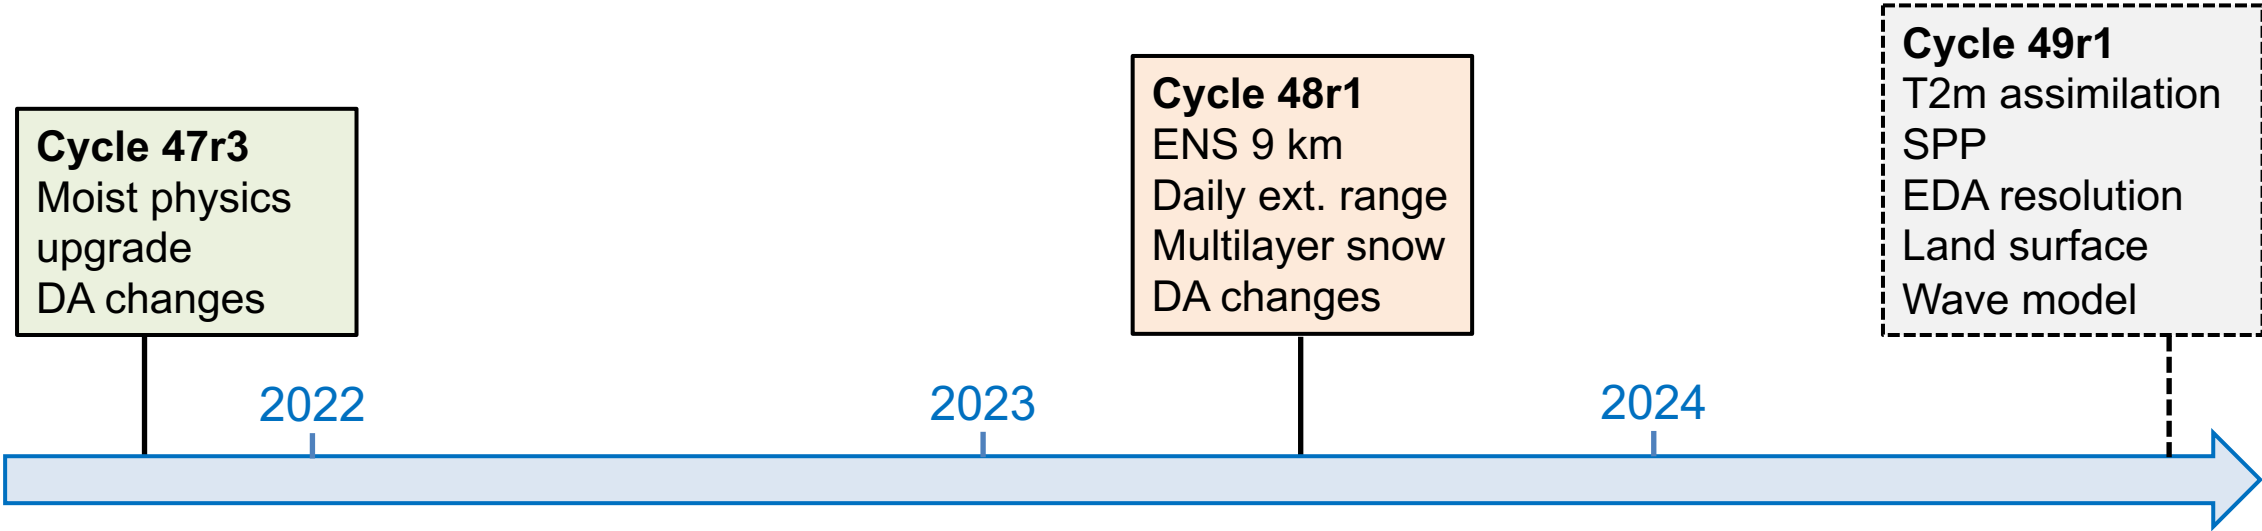 Cycle 47r3
Moist physics
upgrade
DA changes
Cycle 48r1
ENS 9 km
Daily ext. range
Multilayer snow
DA changes
Cycle 49r1
T2m assimilation
SPP
EDA resolution
Land surface
Wave model
2022
2023
2024